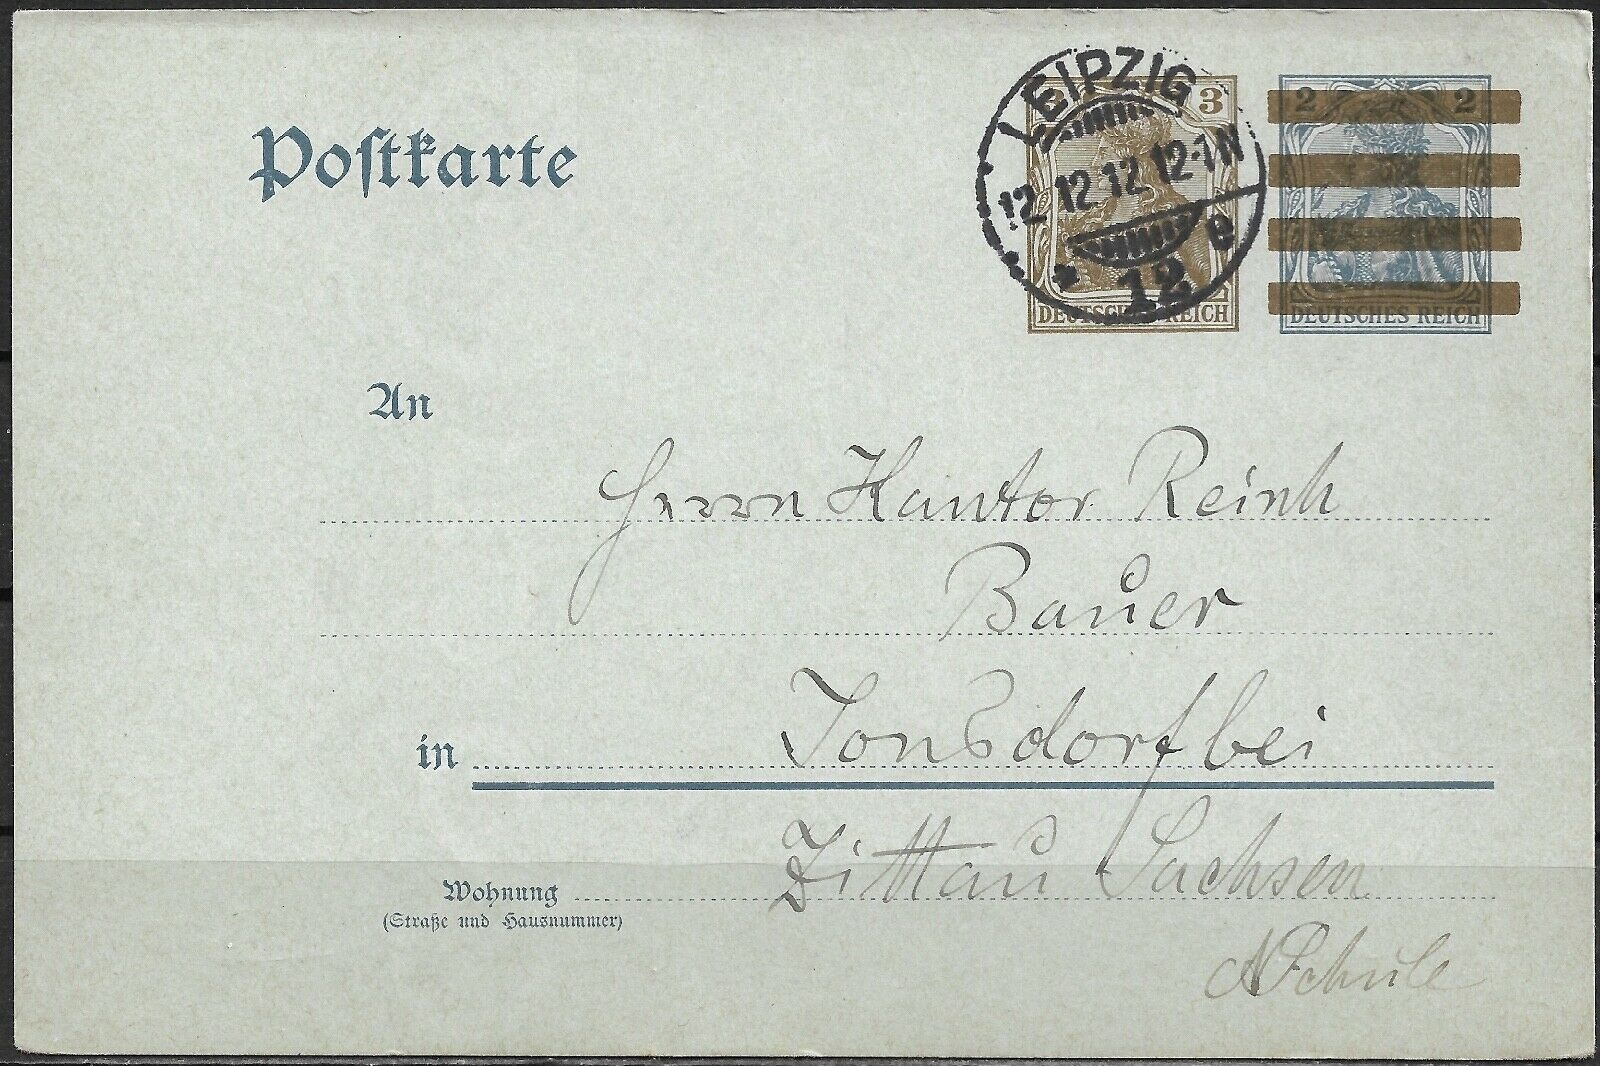 Postkarte
LEIPZIG
12.12.12.12-1N
* 12 e
3
DEUTSCHES REICH
2 2
DEUTSCHES REICH
An
Herrn Kantor Reinh
Bauer
in Jonsdorf bei
Zittau Sachsen
Wohnung
(Straße und Hausnummer)
Schule